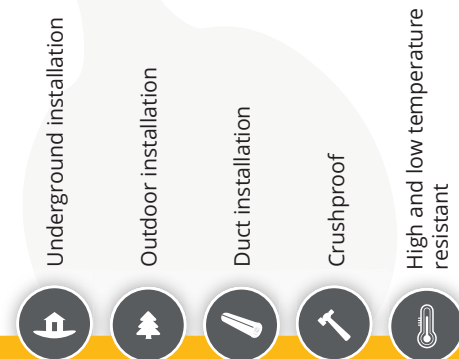 Underground installation
Outdoor installation
Duct installation
Crushproof
High and low temperature
resistant